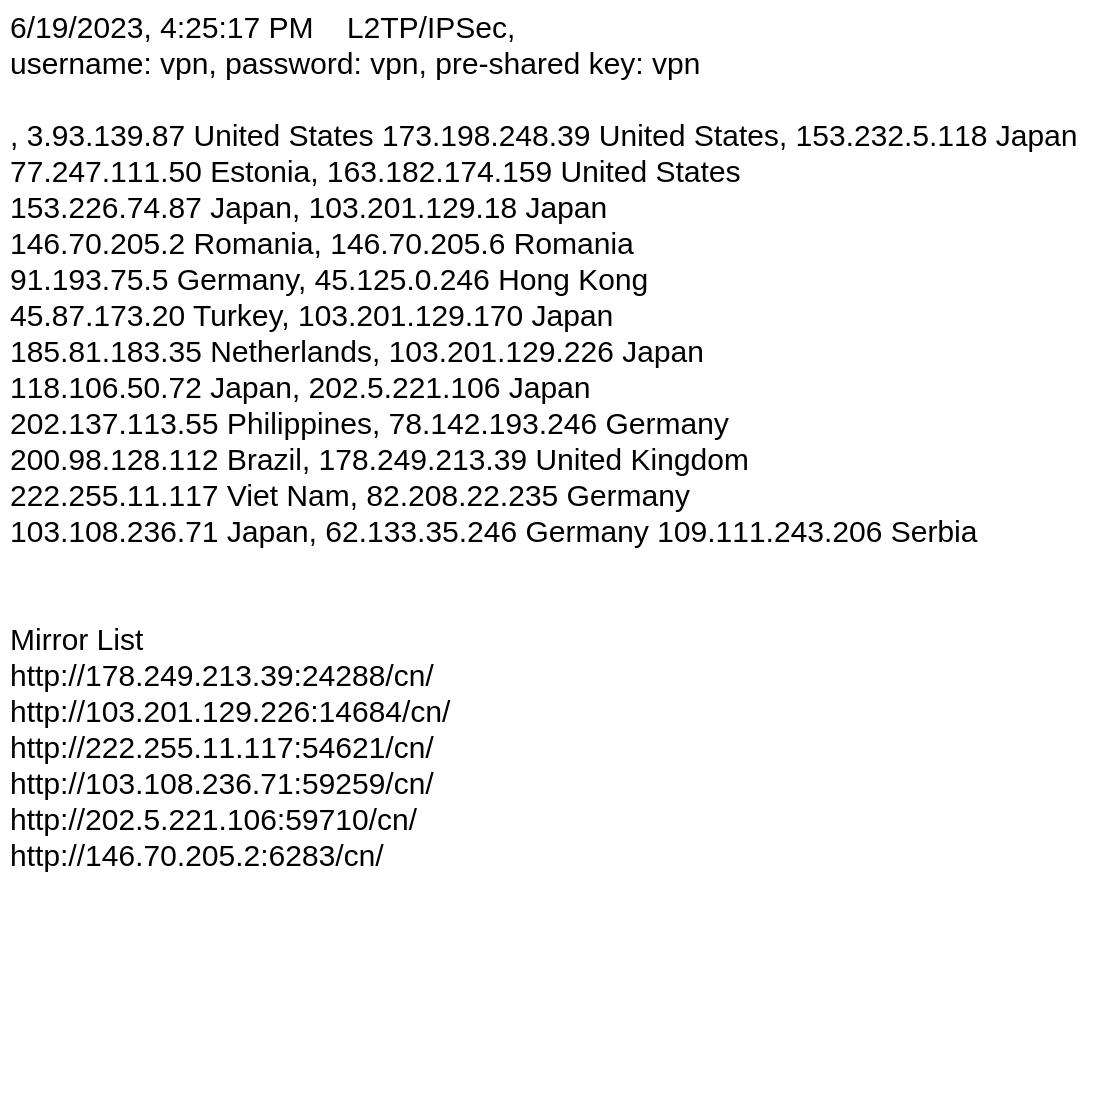 6/19/2023, 4:25:17 PM    L2TP/IPSec,
username: vpn, password: vpn, pre-shared key: vpn
, 3.93.139.87 United States 173.198.248.39 United States, 153.232.5.118 Japan
77.247.111.50 Estonia, 163.182.174.159 United States
153.226.74.87 Japan, 103.201.129.18 Japan
146.70.205.2 Romania, 146.70.205.6 Romania
91.193.75.5 Germany, 45.125.0.246 Hong Kong
45.87.173.20 Turkey, 103.201.129.170 Japan
185.81.183.35 Netherlands, 103.201.129.226 Japan
118.106.50.72 Japan, 202.5.221.106 Japan
202.137.113.55 Philippines, 78.142.193.246 Germany
200.98.128.112 Brazil, 178.249.213.39 United Kingdom
222.255.11.117 Viet Nam, 82.208.22.235 Germany
103.108.236.71 Japan, 62.133.35.246 Germany 109.111.243.206 Serbia
Mirror List
http://178.249.213.39:24288/cn/
http://103.201.129.226:14684/cn/
http://222.255.11.117:54621/cn/
http://103.108.236.71:59259/cn/
http://202.5.221.106:59710/cn/
http://146.70.205.2:6283/cn/